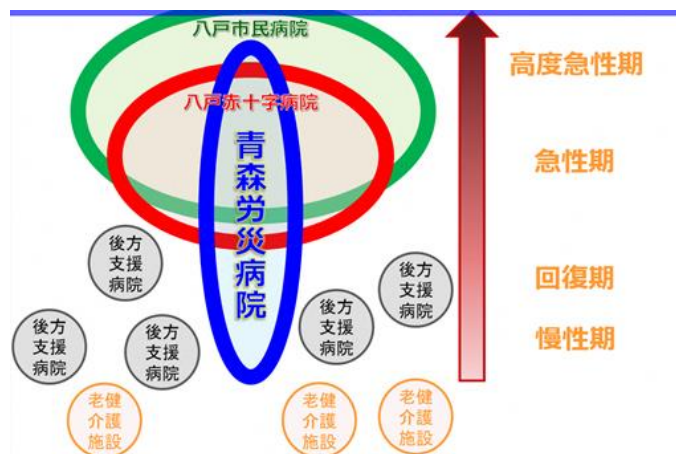 八戸市民病院
八戸赤十字病院
青森労災病院
高度急性期
急性期
回復期
慢性期
後方
支援
病院
後方
支援
病院
後方
支援
病院
後方
支援
病院
後方
支援
病院
老健
介護
施設
老健
介護
施設
老健
介護
施設